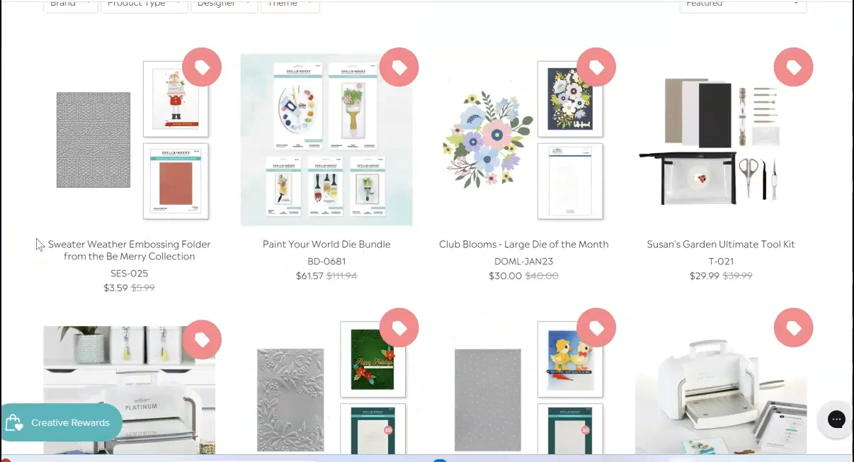 Brand
Product Type
Designer
Theme
Featured
Sweater Weather Embossing Folder
from the Be Merry Collection
SES-025
$3.59 $5.99
Paint Your World Die Bundle
BD-0681
$61.57 $111.94
Club Blooms - Large Die of the Month
DOML-JAN23
$30.00 $40.00
Susan's Garden Ultimate Tool Kit
T-021
$29.99 $39.99
PLATINUM
Creative Rewards